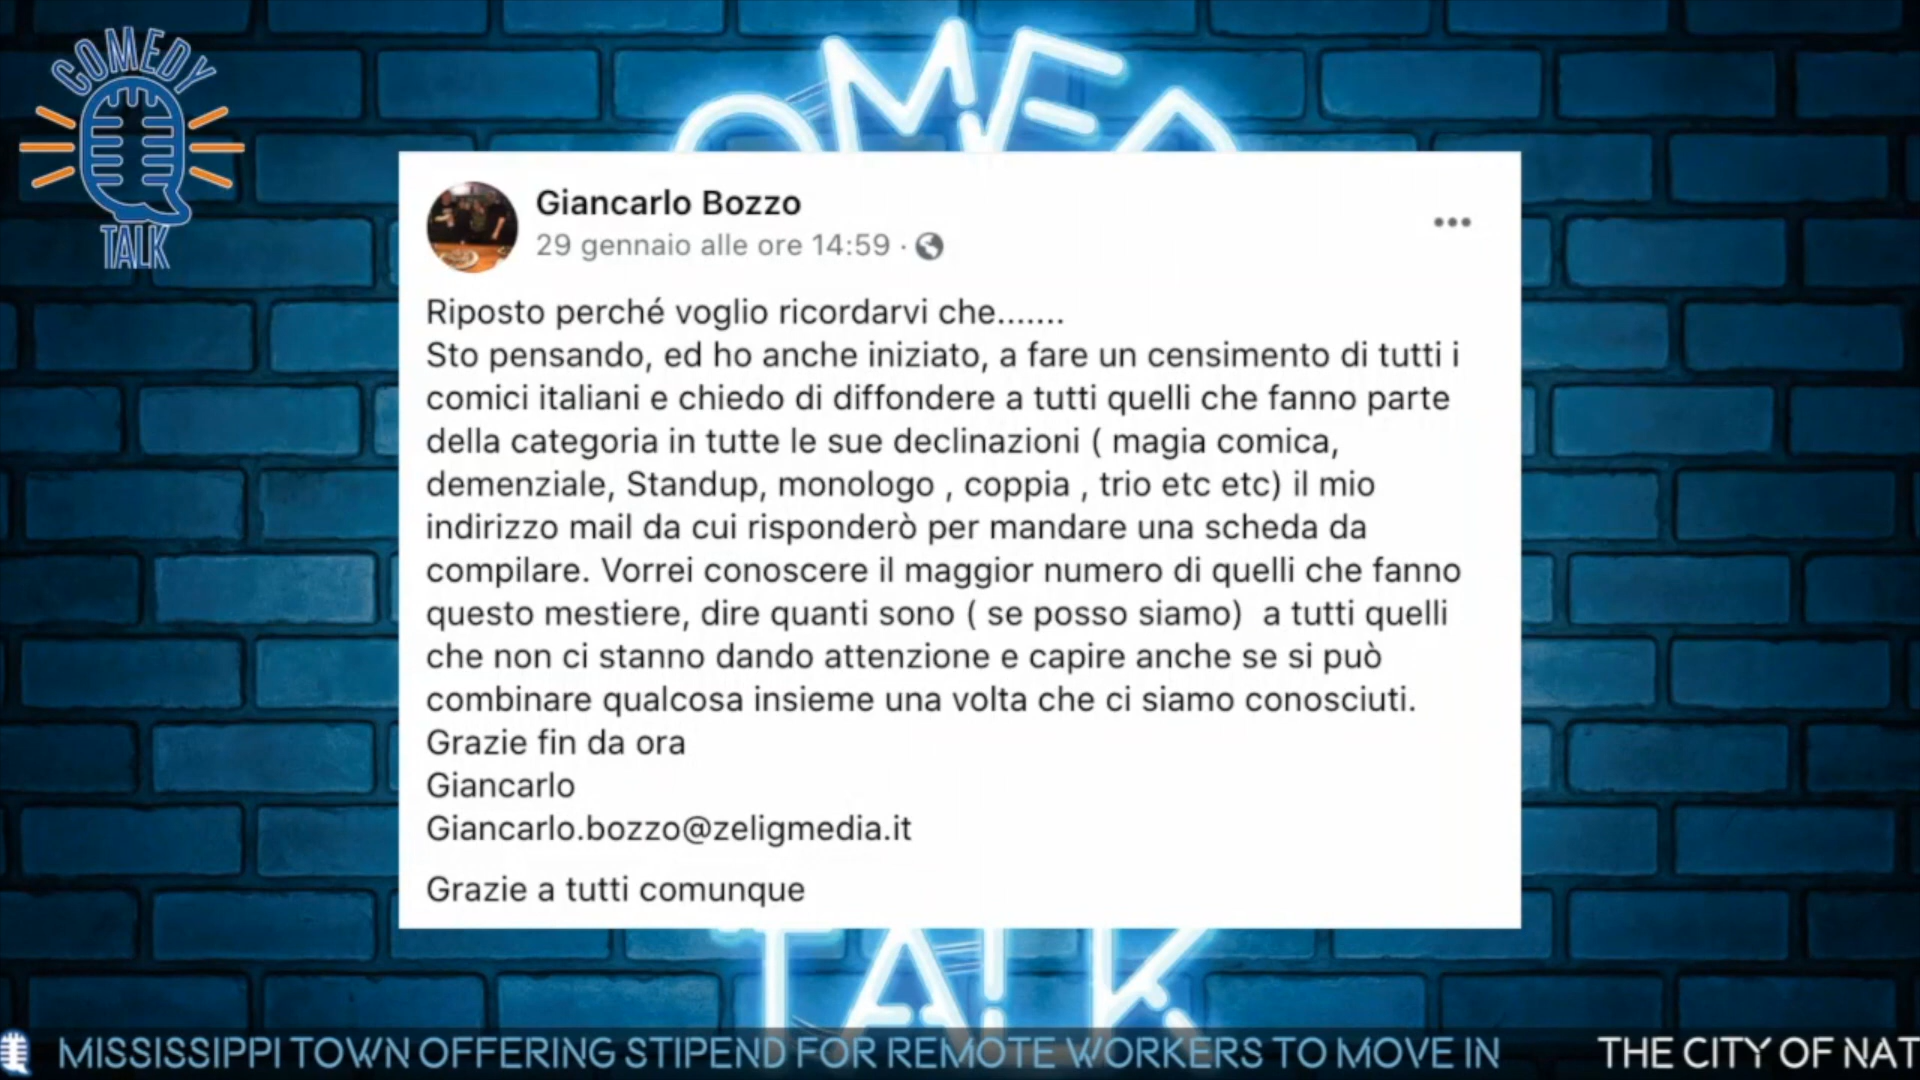 COMEDY
TALK
OMED
Giancarlo Bozzo
29 gennaio alle ore 14:59 ·
Riposto perché voglio ricordarvi che.......
Sto pensando, ed ho anche iniziato, a fare un censimento di tutti i
comici italiani e chiedo di diffondere a tutti quelli che fanno parte
della categoria in tutte le sue declinazioni ( magia comica,
demenziale, Standup, monologo , coppia , trio etc etc) il mio
indirizzo mail da cui risponderò per mandare una scheda da
compilare. Vorrei conoscere il maggior numero di quelli che fanno
questo mestiere, dire quanti sono ( se posso siamo)  a tutti quelli
che non ci stanno dando attenzione e capire anche se si può
combinare qualcosa insieme una volta che ci siamo conosciuti.
Grazie fin da ora
Giancarlo
Giancarlo.bozzo@zeligmedia.it
Grazie a tutti comunque
TALK
MISSISSIPPI TOWN OFFERING STIPEND FOR REMOTE WORKERS TO MOVE IN THE CITY OF NAT